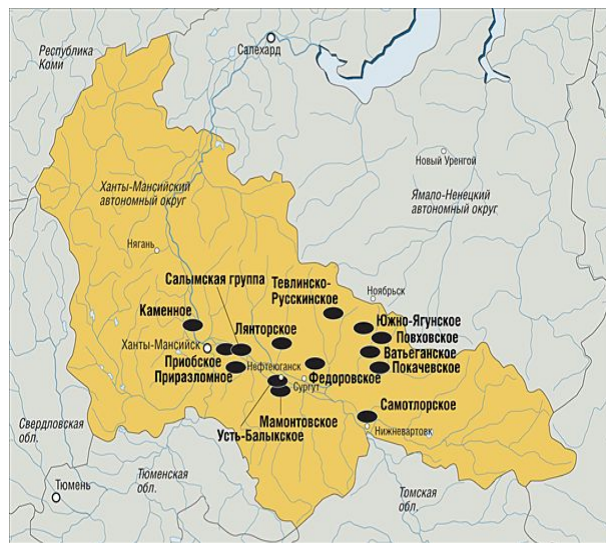 Республика
Коми
Салехард
Новый Уренгой
Ханты-Мансийский
автономный округ
Ямало-Ненецкий
автономный округ
Нягань
Салымская группа
Тевлинско-
Русскинское
Ноябрьск
Каменное
Лянторское
Южно-Ягунское
Повховское
Ханты-Мансийск
Ватьеганское
Приобское
Нефтеюганск
Федоровское
Покачевское
Приразломное
Сургут
Самотлорское
Мамонтовское
Нижневартовк
Усть-Балыкское
Свердловская
обл.
Тюменская
обл.
Тюмень
Томская
обл.